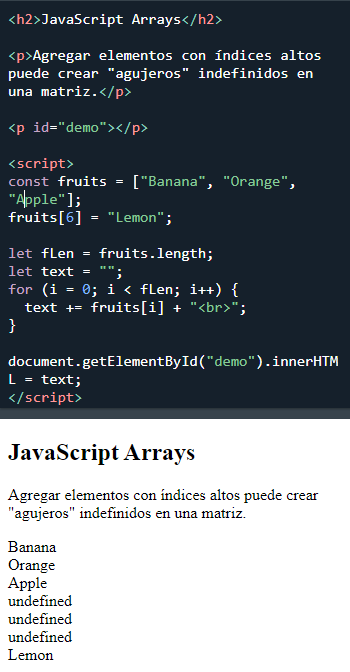 <h2>JavaScript Arrays</h2>
<p>Agregar elementos con índices altos
puede crear "agujeros" indefinidos en
una matriz.</p>
<p id="demo"></p>
<script>
const fruits = ["Banana", "Orange",
"Apple"];
fruits[6] = "Lemon";
let fLen = fruits.length;
let text = "";
for (i = 0; i < fLen; i++) {
  text += fruits[i] + "<br>";
}
document.getElementById("demo").innerHTM
L = text;
</script>
JavaScript Arrays
Agregar elementos con índices altos puede crear
"agujeros" indefinidos en una matriz.
Banana
Orange
Apple
undefined
undefined
undefined
Lemon